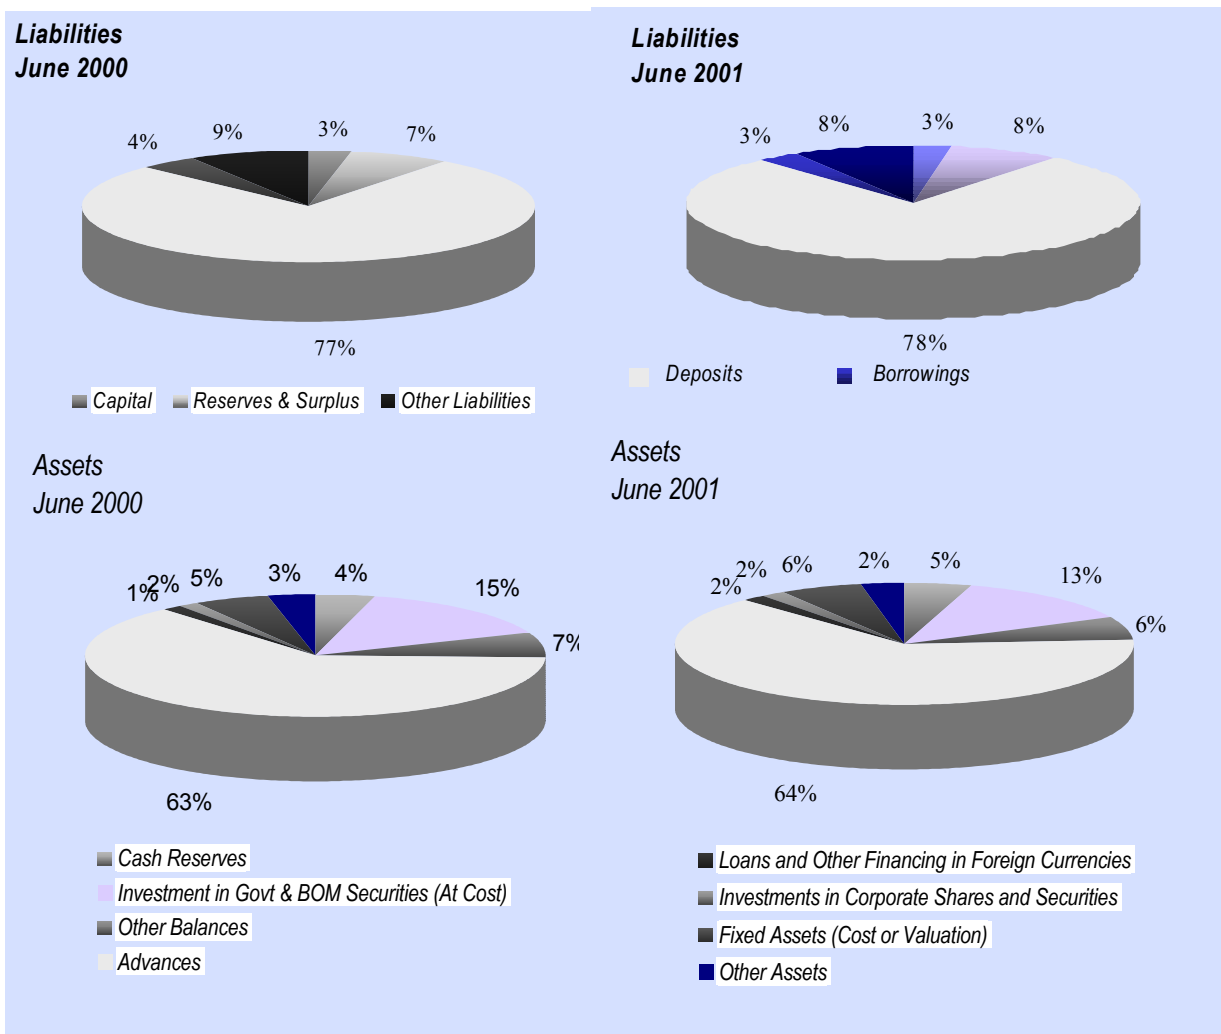 Liabilities
June 2000
4%
9%
3%
7%
77%
Capital
Reserves & Surplus
Other Liabilities
Liabilities
June 2001
3%
8%
3%
8%
78%
Deposits
Borrowings
Assets
June 2000
1%
2%
5%
3%
4%
15%
7%
63%
Cash Reserves
Investment in Govt & BOM Securities (At Cost)
Other Balances
Advances
Assets
June 2001
2%
2%
6%
2%
5%
13%
6%
64%
Loans and Other Financing in Foreign Currencies
Investments in Corporate Shares and Securities
Fixed Assets (Cost or Valuation)
Other Assets